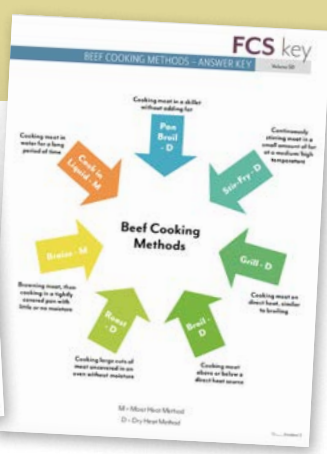 FCS key
BEEF COOKING METHODS – ANSWER KEY
Cooking meat in a skillet
without adding fat
Pan
Broil
- D
Continuously
stirring meat in a
small amount of fat
at a medium/high
temperature
Stir-Fry - D
Cooking meat in
water for a long
period of time
Cook in
Liquid - M
Beef Cooking
Methods
Braise - M
Browning meat, then
cooking in a tightly
covered pan with
little or no moisture
Grill - D
Cooking meat on
direct heat, similar
to broiling
Roast
- D
Cooking large cuts of
meat uncovered in an
oven without moisture
Broil -
D
Cooking meat
above or below a
direct heat source
M - Moist Heat Method
D - Dry Heat Method